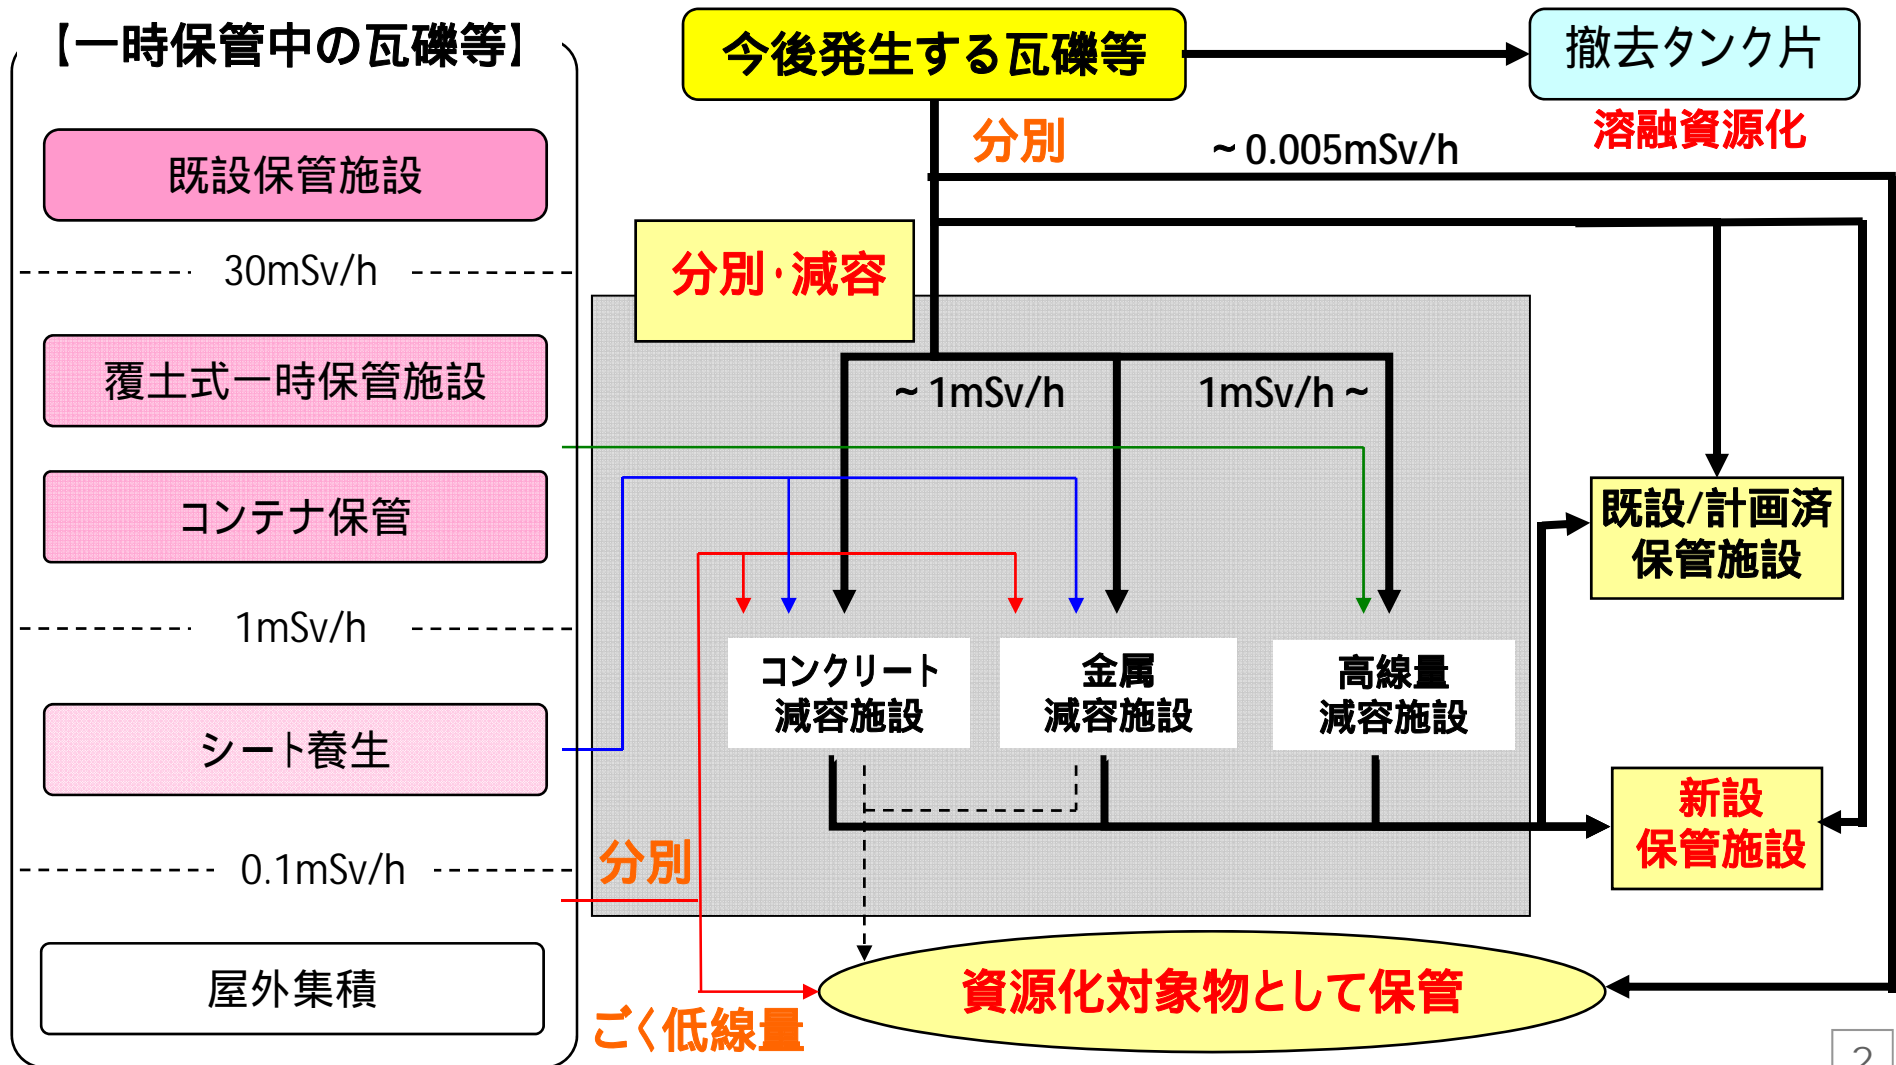 【一時保管中の瓦礫等】
既設保管施設
30mSv/h
覆土式一時保管施設
コンテナ保管
1mSv/h
シート養生
0.1mSv/h
屋外集積
今後発生する瓦礫等
撤去タンク片
溶融資源化
分別
~ 0.005mSv/h
分別・減容
~ 1mSv/h
1mSv/h ~
コンクリート
減容施設
金属
減容施設
高線量
減容施設
既設/計画済
保管施設
新設
保管施設
分別
ごく低線量
資源化対象物として保管
2